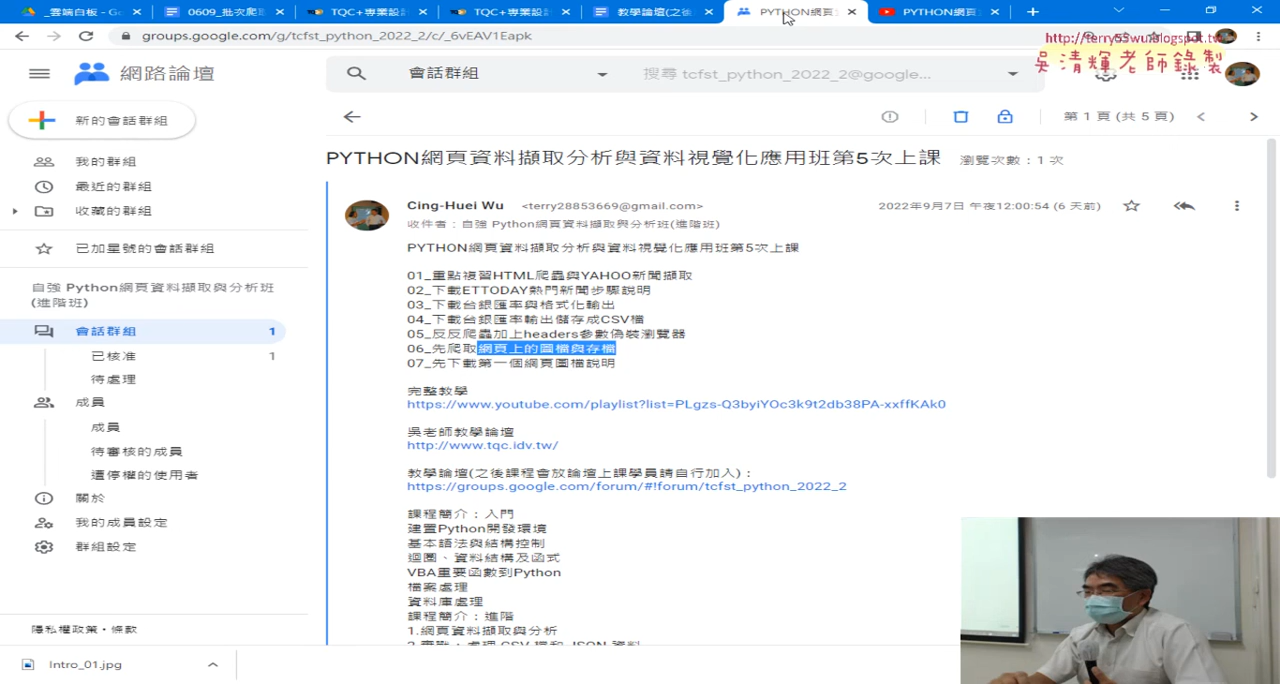 _雲端白板 - Go
0609_批次爬
TQC+專業設
TQC+專業設
教學論壇(之後
PYTHON網頁
PYTHON網頁
groups.google.com/g/tcfst_python_2022_2/c/_6vEAV1Eapk
http://terry55wu.blogspot.tw
吳清輝老師錄製
網路論壇
會話群組
搜尋 tcfst_python_2022_2@google...
新的會話群組
第 1 頁 (共 5 頁)
我的群組
最近的群組
收藏的群組
已加星號的會話群組
自強 Python網頁資料擷取與分析班
(進階班)
會話群組 1
已核准 1
待處理
成員
成員
待審核的成員
遭停權的使用者
關於
我的成員設定
群組設定
隱私權政策・條款
PYTHON網頁資料擷取分析與資料視覺化應用班第5次上課 瀏覽次數：1 次
Cing-Huei Wu <terry28853669@gmail.com> 2022年9月7日 午夜12:00:54 (6 天前)
收件者：自強 Python網頁資料擷取與分析班(進階班)
PYTHON網頁資料擷取分析與資料視覺化應用班第5次上課
01_重點複習HTML爬蟲與YAHOO新聞擷取
02_下載ETTODAY熱門新聞步驟說明
03_下載台銀匯率與格式化輸出
04_下載台銀匯率輸出儲存成CSV檔
05_反反爬蟲加上headers參數偽裝瀏覽器
06_先爬取網頁上的圖檔與存檔
07_先下載第一個網頁圖檔說明
完整教學
https://www.youtube.com/playlist?list=PLgzs-Q3byiYOc3k9t2db38PA-xxffKAk0
吳老師教學論壇
http://www.tqc.idv.tw/
教學論壇(之後課程會放論壇上課學員請自行加入)：
https://groups.google.com/forum/#!forum/tcfst_python_2022_2
課程簡介：入門
建置Python開發環境
基本語法與結構控制
迴圈、資料結構及函式
VBA重要函數到Python
檔案處理
資料庫處理
課程簡介：進階
1.網頁資料擷取與分析
Intro_01.jpg